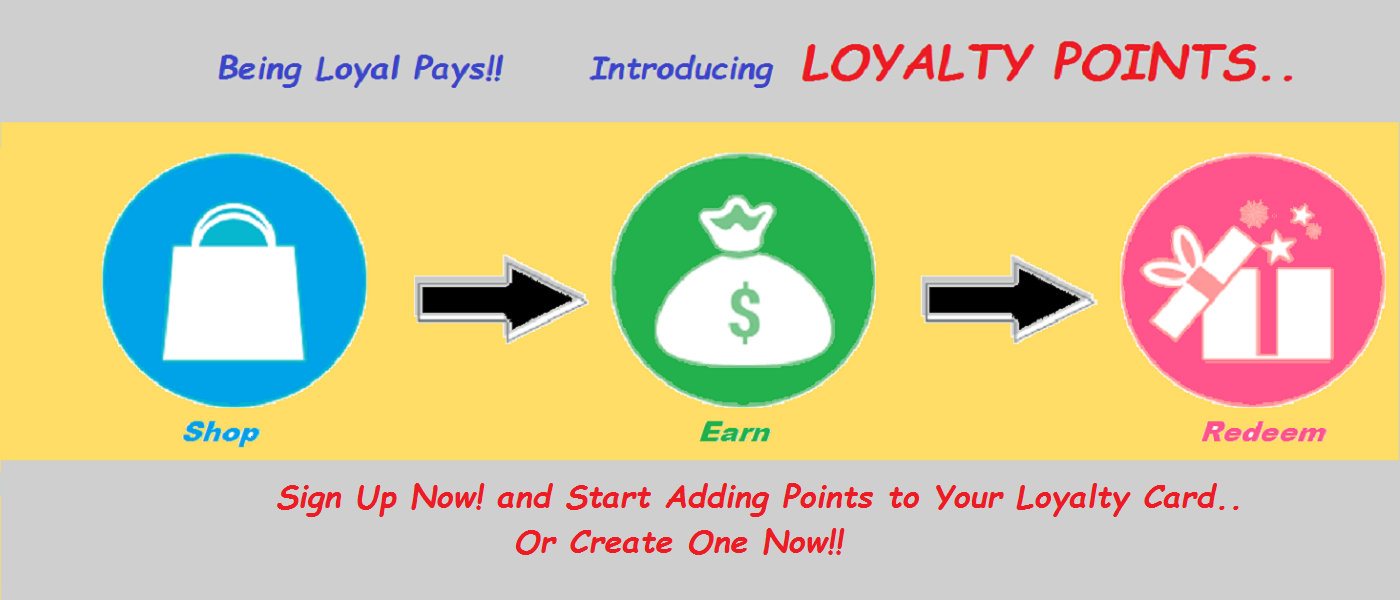 Being Loyal Pays!! Introducing LOYALTY POINTS..
$
Shop Earn Redeem
Sign Up Now! and Start Adding Points to Your Loyalty Card..
Or Create One Now!!